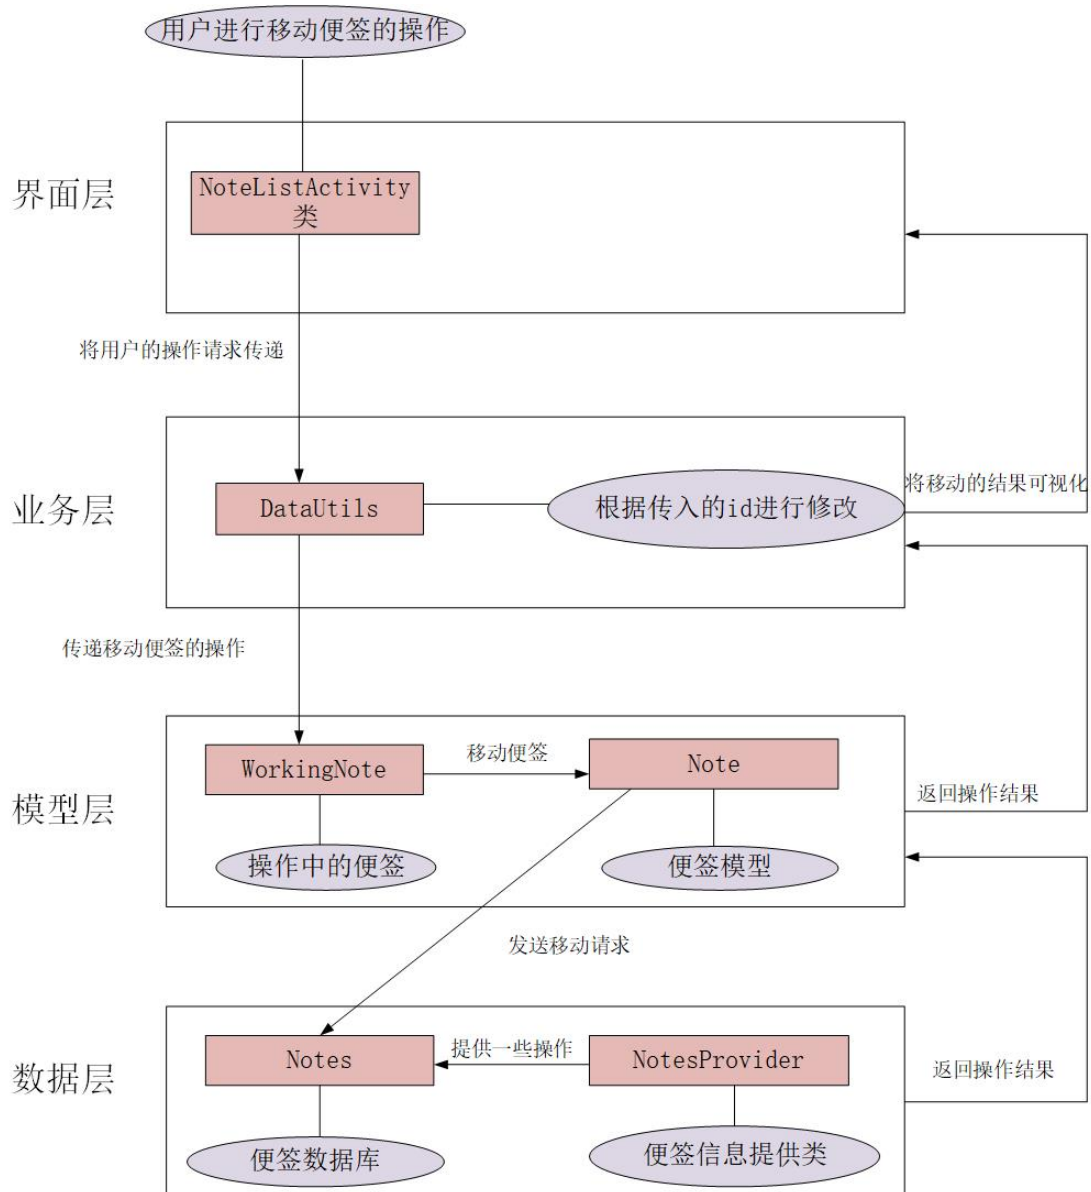 用户进行移动便签的操作
界面层
NoteListActivity
类
将用户的操作请求传递
业务层
DataUtils
根据传入的id进行修改
将移动的结果可视化
传递移动便签的操作
模型层
WorkingNote
移动便签
Note
操作中的便签
便签模型
返回操作结果
发送移动请求
数据层
Notes
提供一些操作
NotesProvider
便签数据库
便签信息提供类
返回操作结果